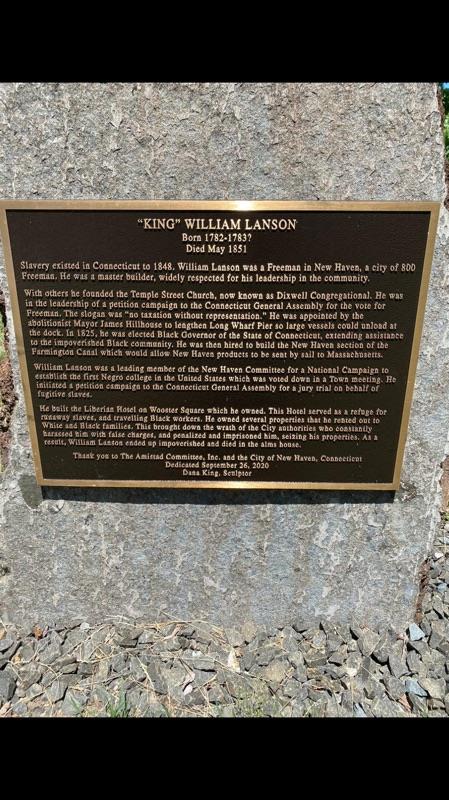 "KING" WILLIAM LANSON
Born 1782-1783?
Died May 1851
Slavery existed in Connecticut to 1848. William Lanson was a Freeman in New Haven, a city of 800
Freeman. He was a master builder, widely respected for his leadership in the community.
With others he founded the Temple Street Church, now known as Dixwell Congregational. He was
in the leadership of a petition campaign to the Connecticut General Assembly for the vote for
Freeman. The slogan was "no taxation without representation." He was appointed by the
abolitionist Mayor James Hillhouse to lengthen Long Wharf Pier so large vessels could unload at
the dock. In 1825, he was elected Black Governor of the State of Connecticut, extending assistance
to the impoverished Black community. He was then hired to build the New Haven section of the
Farmington Canal which would allow New Haven products to be sent by sail to Massachusetts.
William Lanson was a leading member of the New Haven Committee for a National Campaign to
establish the first Negro college in the United States which was voted down in a Town meeting. He
initiated a petition campaign to the Connecticut General Assembly for a jury trial on behalf of
fugitive slaves.
He built the Liberian Hotel on Wooster Square which he owned. This Hotel served as a refuge for
runaway slaves, and travelling Black workers. He owned several properties that he rented out to
White and Black families. This brought down the wrath of the City authorities who constantly
harassed him with false charges, and penalized and imprisoned him, seizing his properties. As a
result, William Lanson ended up impoverished and died in the alms house.
Thank you to The Amistad Committee, Inc. and the City of New Haven, Connecticut
Dedicated September 26, 2020
Dana King, Sculptor